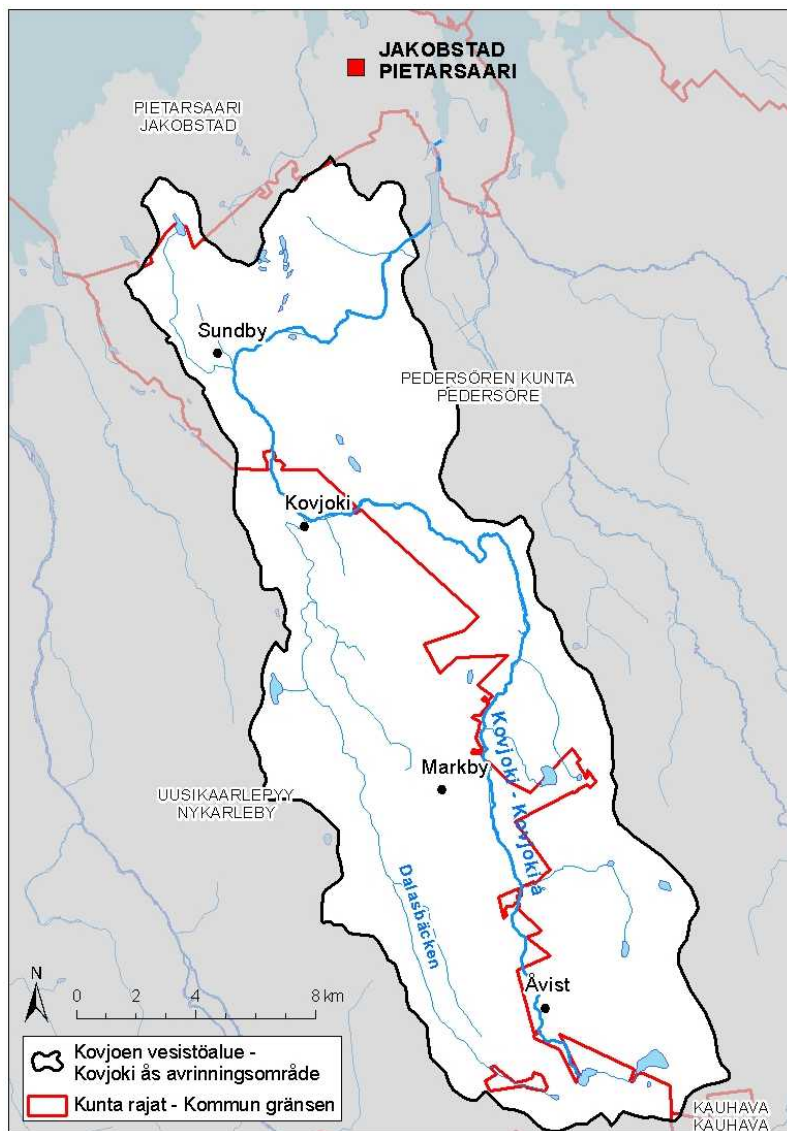 JAKOBSTAD
PIETARSAARI
PIETARSAARI
JAKOBSTAD
Sundby
PEDERSÖREN KUNTA
PEDERSÖRE
Kovjoki
Kovjoki - Kovjoki å
Markby
UUSIKAARLEPYY
NYKARLEBY
Dalasbäcken
Åvist
N
0 2 4 8 km
Kovjoen vesistöalue -
Kovjoki ås avrinningsområde
Kunta rajat - Kommun gränsen
KAUHAVA
KAUHAVA